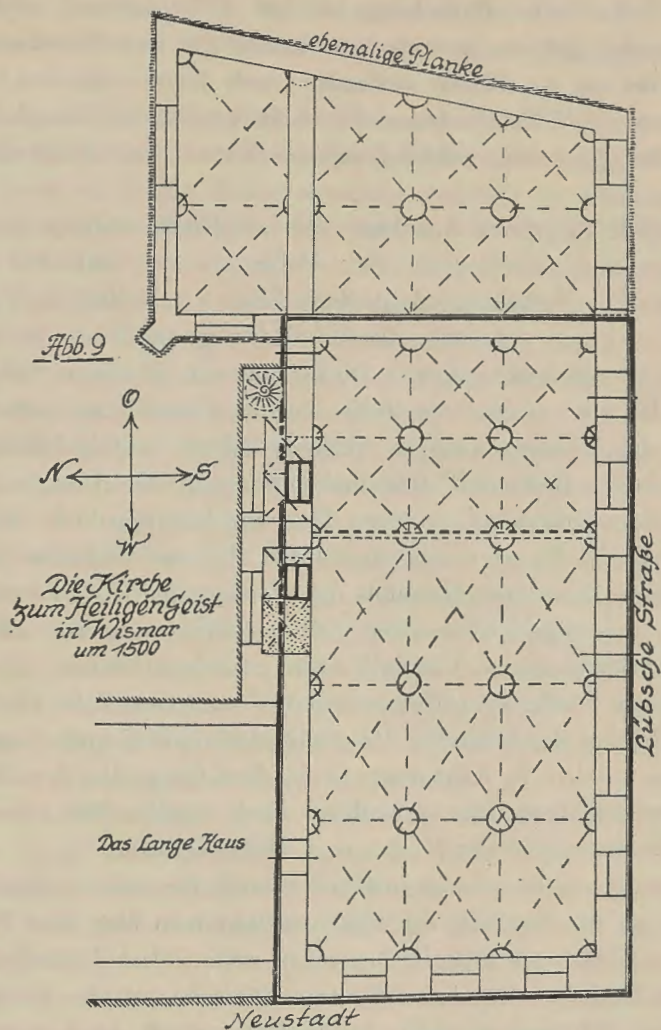 ehemalige Planke
Abb. 9
O
N S
W
Die Kirche
zum Heiligen Geist
in Wismar
um 1500
Lübsche Straße
Das Lange Haus
Neustadt